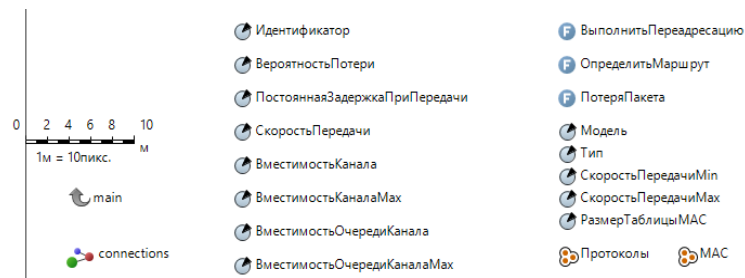 Идентификатор
ВероятностьПотери
ПостояннаяЗадержкаПриПередачи
СкоростьПередачи
ВместимостьКанала
ВместимостьКаналаMax
ВместимостьОчередиКанала
ВместимостьОчередиКаналаMax
0 2 4 6 8 10
м
1м = 10пикс.
main
connections
F ВыполнитьПереадресацию
F ОпределитьМаршрут
F ПотеряПакета
Модель
Тип
СкоростьПередачиMin
СкоростьПередачиMax
РазмерТаблицыMAC
Протоколы MAC